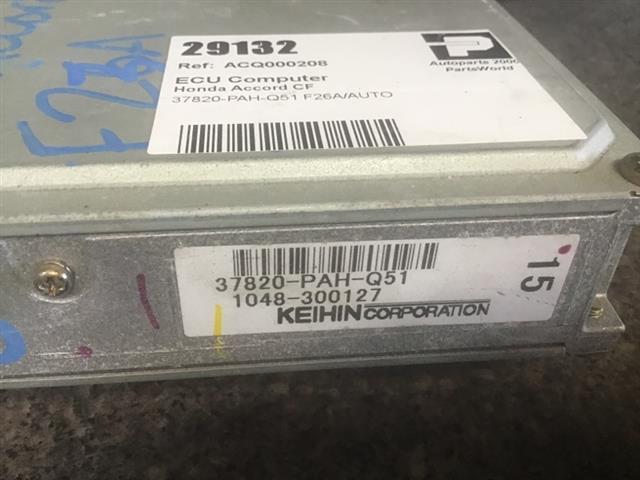 29132
Ref: ACQ000208
ECU Computer
Honda Accord CF
37820-PAH-Q51 F26A/AUTO
Autoparts 2000
PartsWorld
F23A
37820-PAH-Q51
1048-300127
KEIHIN CORPORATION
15